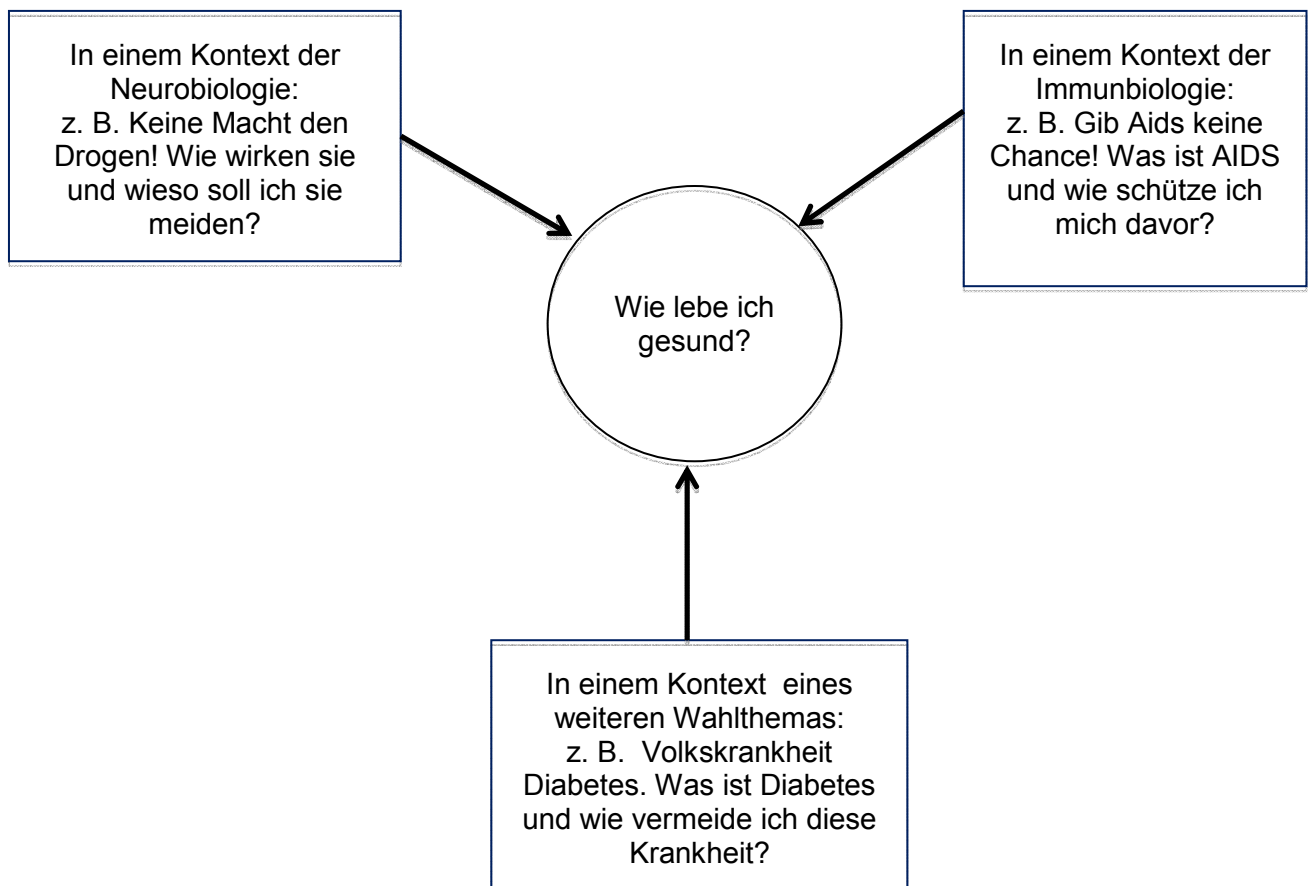 In einem Kontext der
Neurobiologie:
z. B. Keine Macht den
Drogen! Wie wirken sie
und wieso soll ich sie
meiden?
In einem Kontext der
Immunbiologie:
z. B. Gib Aids keine
Chance! Was ist AIDS
und wie schütze ich
mich davor?
Wie lebe ich
gesund?
In einem Kontext eines
weiteren Wahlthemas:
z. B. Volkskrankheit
Diabetes. Was ist Diabetes
und wie vermeide ich diese
Krankheit?